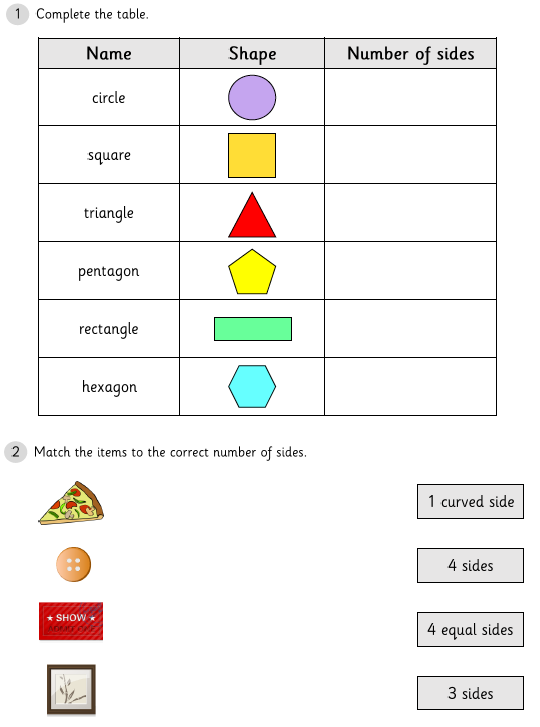 1 Complete the table.
Name Shape Number of sides
circle
square
triangle
pentagon
rectangle
hexagon
2 Match the items to the correct number of sides.
1 curved side
4 sides
★ SHOW ★
4 equal sides
3 sides